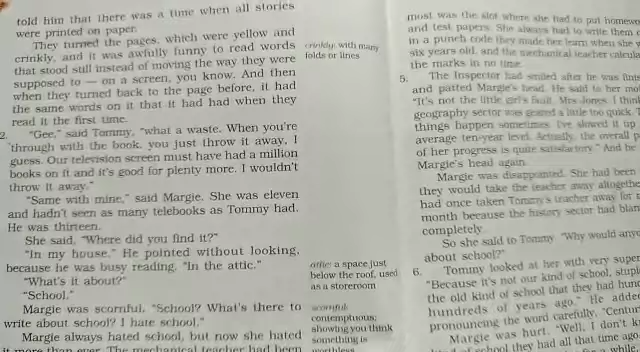 told him that there was a time when all stories
were printed on paper.
They turned the pages, which were yellow and
crinkly, and it was awfully funny to read words
that stood still instead of moving the way they were
supposed to — on a screen, you know. And then
when they turned back to the page before, it had
the same words on it that it had had when they
read it the first time.
2.
"Gee," said Tommy, "what a waste. When you're
through with the book, you just throw it away, I
guess. Our television screen must have had a million
books on it and it's good for plenty more. I wouldn't
throw it away."
"Same with mine," said Margie. She was eleven
and hadn't seen as many telebooks as Tommy had.
He was thirteen.
She said, "Where did you find it?"
"In my house." He pointed without looking,
because he was busy reading. "In the attic."
"What's it about?"
"School."
Margie was scornful. "School? What's there to
write about school? I hate school."
Margie always hated school, but now she hated
it more than ever. The mechanical teacher had been
crinkly: with many
folds or lines
attic: a space just
below the roof, used
as a storeroom
scornful:
contemptuous;
showing you think
something is
worthless
most was the slot where she had to put homework
and test papers. She always had to write them
in a punch code they made her learn when she
six years old, and the mechanical teacher
the marks in no time.
5.
The Inspector had smiled after he was
and patted Margie's head. He said to her
"It's not the little girl's fault, Mrs Jones. I think
geography sector was geared a little too quick.
things happen sometimes. I've slowed it up
average ten-year level. Actually, the overall
of her progress is quite satisfactory." And he
Margie's head again.
Margie was disappointed. She had been
they would take the teacher away altogether
had once taken Tommy's teacher away for
month because the history sector had
completely.
So she said to Tommy, "Why would
about school?"
6.
Tommy looked at her with very
"Because it's not our kind of school,
the old kind of school that they had
hundreds of years ago." He added
pronouncing the word carefully,
Margie was hurt. "Well, I don't
of school they had all that time